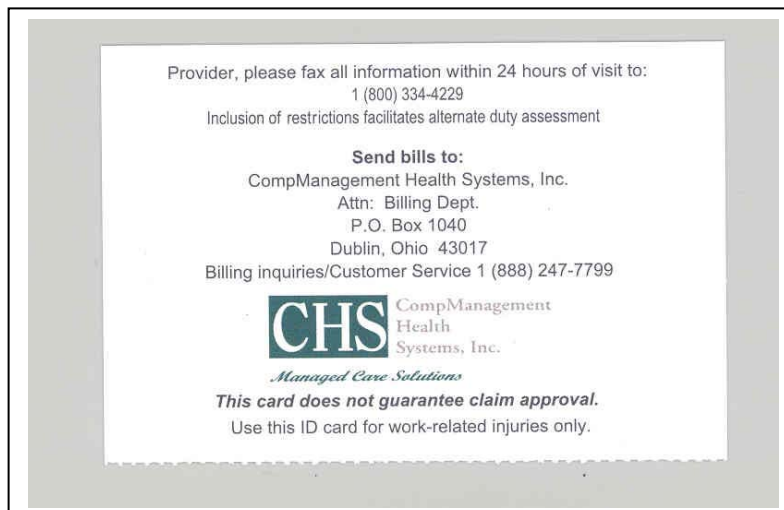 Provider, please fax all information within 24 hours of visit to:
1 (800) 334-4229
Inclusion of restrictions facilitates alternate duty assessment
Send bills to:
CompManagement Health Systems, Inc.
Attn: Billing Dept.
P.O. Box 1040
Dublin, Ohio 43017
Billing inquiries/Customer Service 1 (888) 247-7799
CHS
CompManagement
Health
Systems, Inc.
Managed Care Solutions
This card does not guarantee claim approval.
Use this ID card for work-related injuries only.